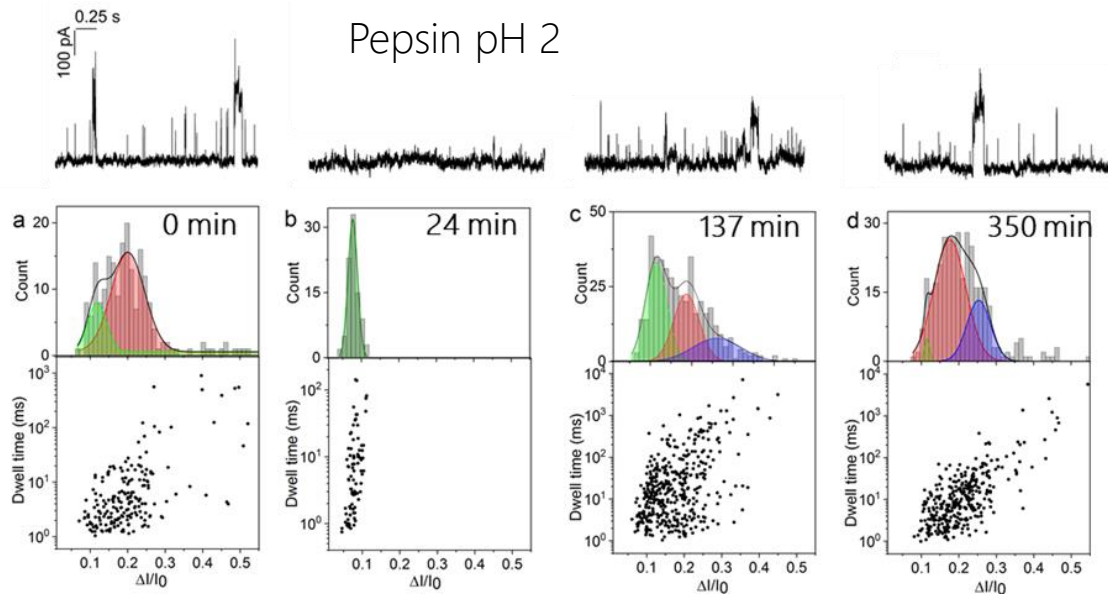 0.25 s
100 pA
Pepsin pH 2
a
0 min
20
10
0
Count
b
24 min
30
15
0
Count
c
137 min
50
25
0
Count
d
350 min
30
15
0
Count
10³
10²
10¹
10⁰
Dwell time (ms)
0.1 0.2 0.3 0.4 0.5
ΔI/I₀
10²
10¹
10⁰
Dwell time (ms)
0.1 0.2 0.3 0.4 0.5
ΔI/I₀
10⁴
10³
10²
10¹
10⁰
Dwell time (ms)
0.1 0.2 0.3 0.4 0.5
ΔI/I₀
10⁴
10³
10²
10¹
10⁰
Dwell time (ms)
0.1 0.2 0.3 0.4 0.5
ΔI/I₀